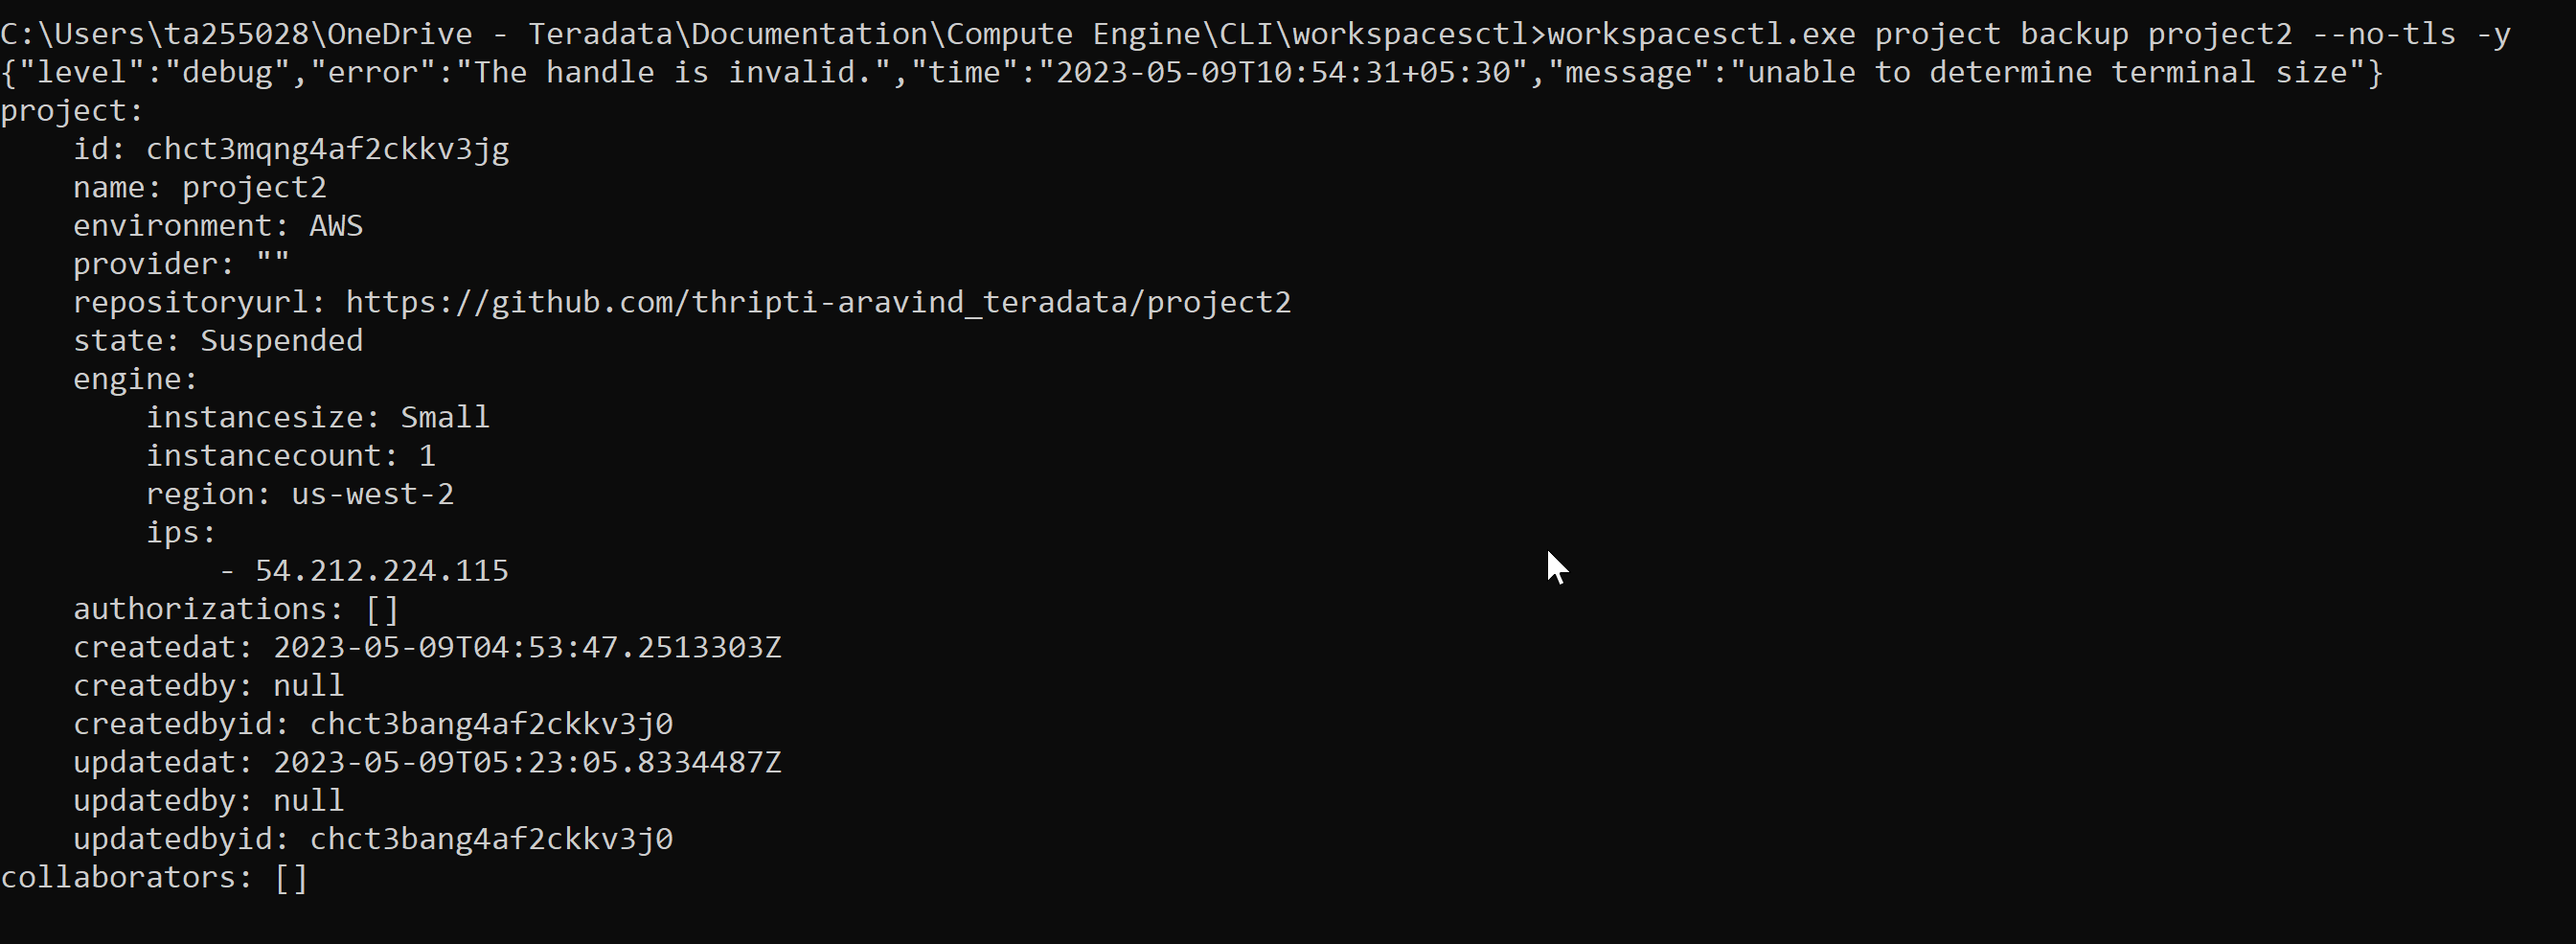 C:\Users\ta255028\OneDrive - Teradata\Documentation\Compute Engine\CLI\workspacesctl>workspacesctl.exe project backup project2 --no-tls -y
{"level":"debug","error":"The handle is invalid.","time":"2023-05-09T10:54:31+05:30","message":"unable to determine terminal size"}
project:
    id: chct3mqng4af2ckkv3jg
    name: project2
    environment: AWS
    provider: ""
    repositoryurl: https://github.com/thripti-aravind_teradata/project2
    state: Suspended
    engine:
        instancesize: Small
        instancecount: 1
        region: us-west-2
        ips:
            - 54.212.224.115
    authorizations: []
    createdat: 2023-05-09T04:53:47.2513303Z
    createdby: null
    createdbyid: chct3bang4af2ckkv3j0
    updatedat: 2023-05-09T05:23:05.8334487Z
    updatedby: null
    updatedbyid: chct3bang4af2ckkv3j0
collaborators: []